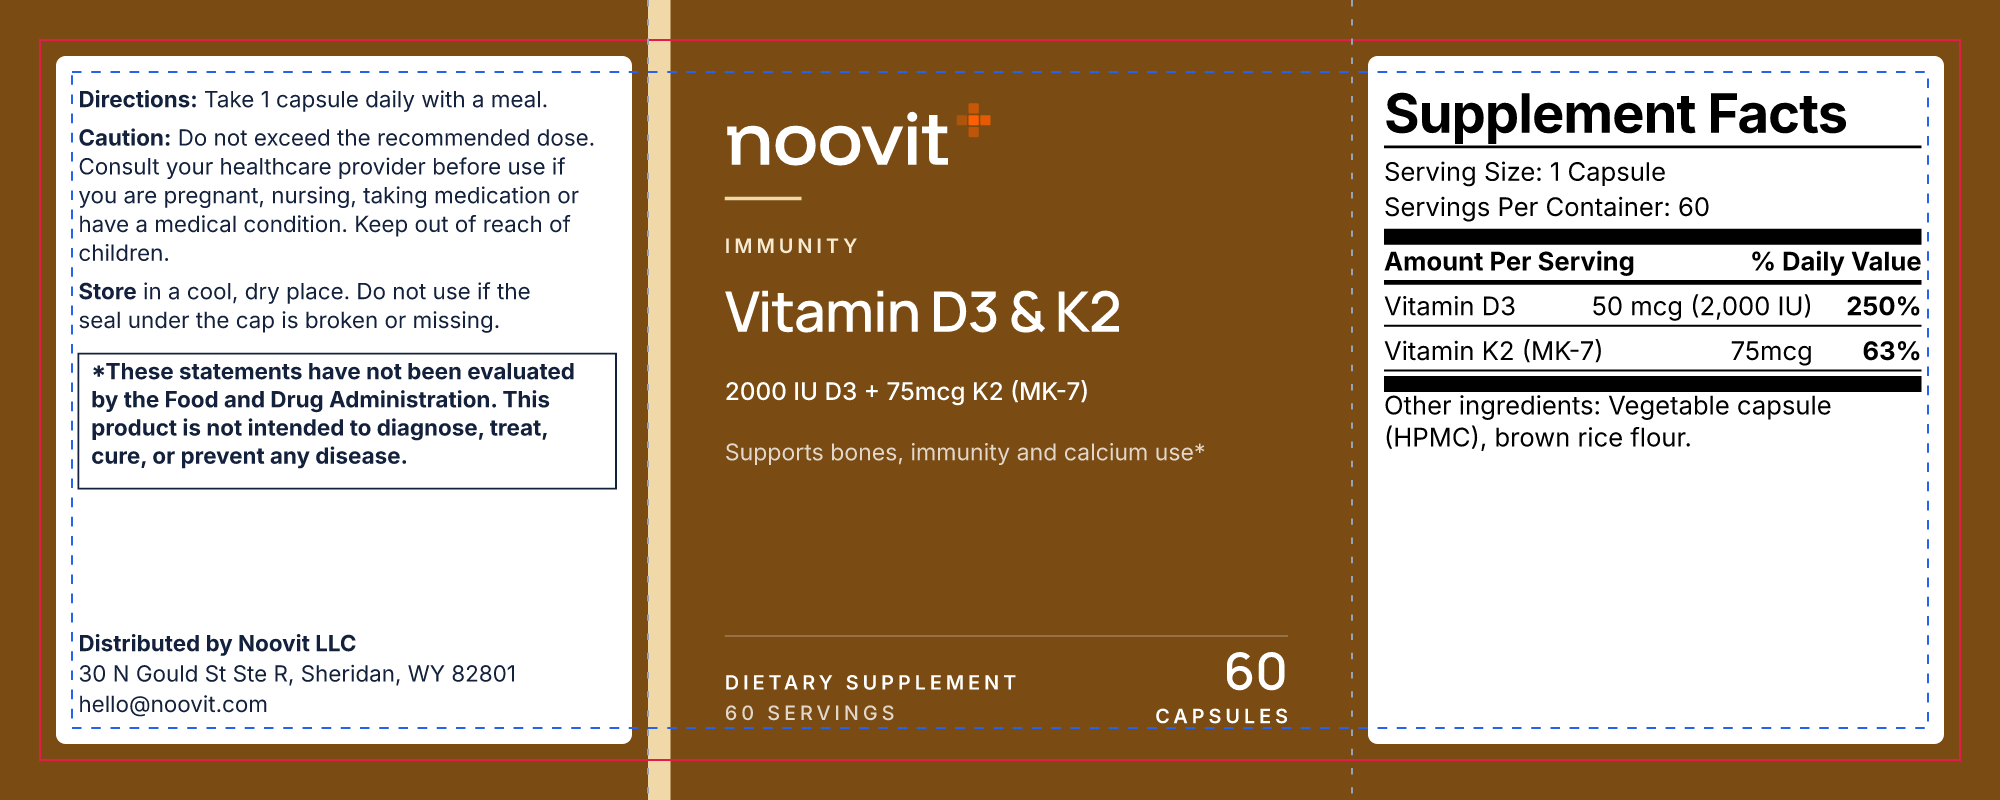 Directions: Take 1 capsule daily with a meal.
Caution: Do not exceed the recommended dose.
Consult your healthcare provider before use if
you are pregnant, nursing, taking medication or
have a medical condition. Keep out of reach of
children.
Store in a cool, dry place. Do not use if the
seal under the cap is broken or missing.
*These statements have not been evaluated
by the Food and Drug Administration. This
product is not intended to diagnose, treat,
cure, or prevent any disease.
Distributed by Noovit LLC
30 N Gould St Ste R, Sheridan, WY 82801
hello@noovit.com
noovit
IMMUNITY
Vitamin D3 & K2
2000 IU D3 + 75mcg K2 (MK-7)
Supports bones, immunity and calcium use*
DIETARY SUPPLEMENT
60 SERVINGS
60
CAPSULES
Supplement Facts
Serving Size: 1 Capsule
Servings Per Container: 60
Amount Per Serving % Daily Value
Vitamin D3 50 mcg (2,000 IU) 250%
Vitamin K2 (MK-7) 75mcg 63%
Other ingredients: Vegetable capsule
(HPMC), brown rice flour.